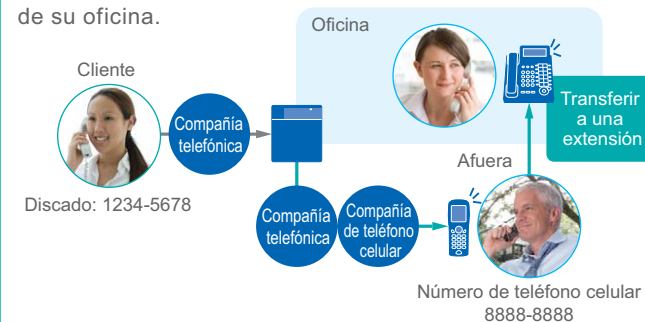 de su oficina.
Oficina
Cliente
Compañía
telefónica
Transferir
a una
extensión
Afuera
Discado: 1234-5678
Compañía
telefónica
Compañía
de teléfono
celular
Número de teléfono celular
8888-8888